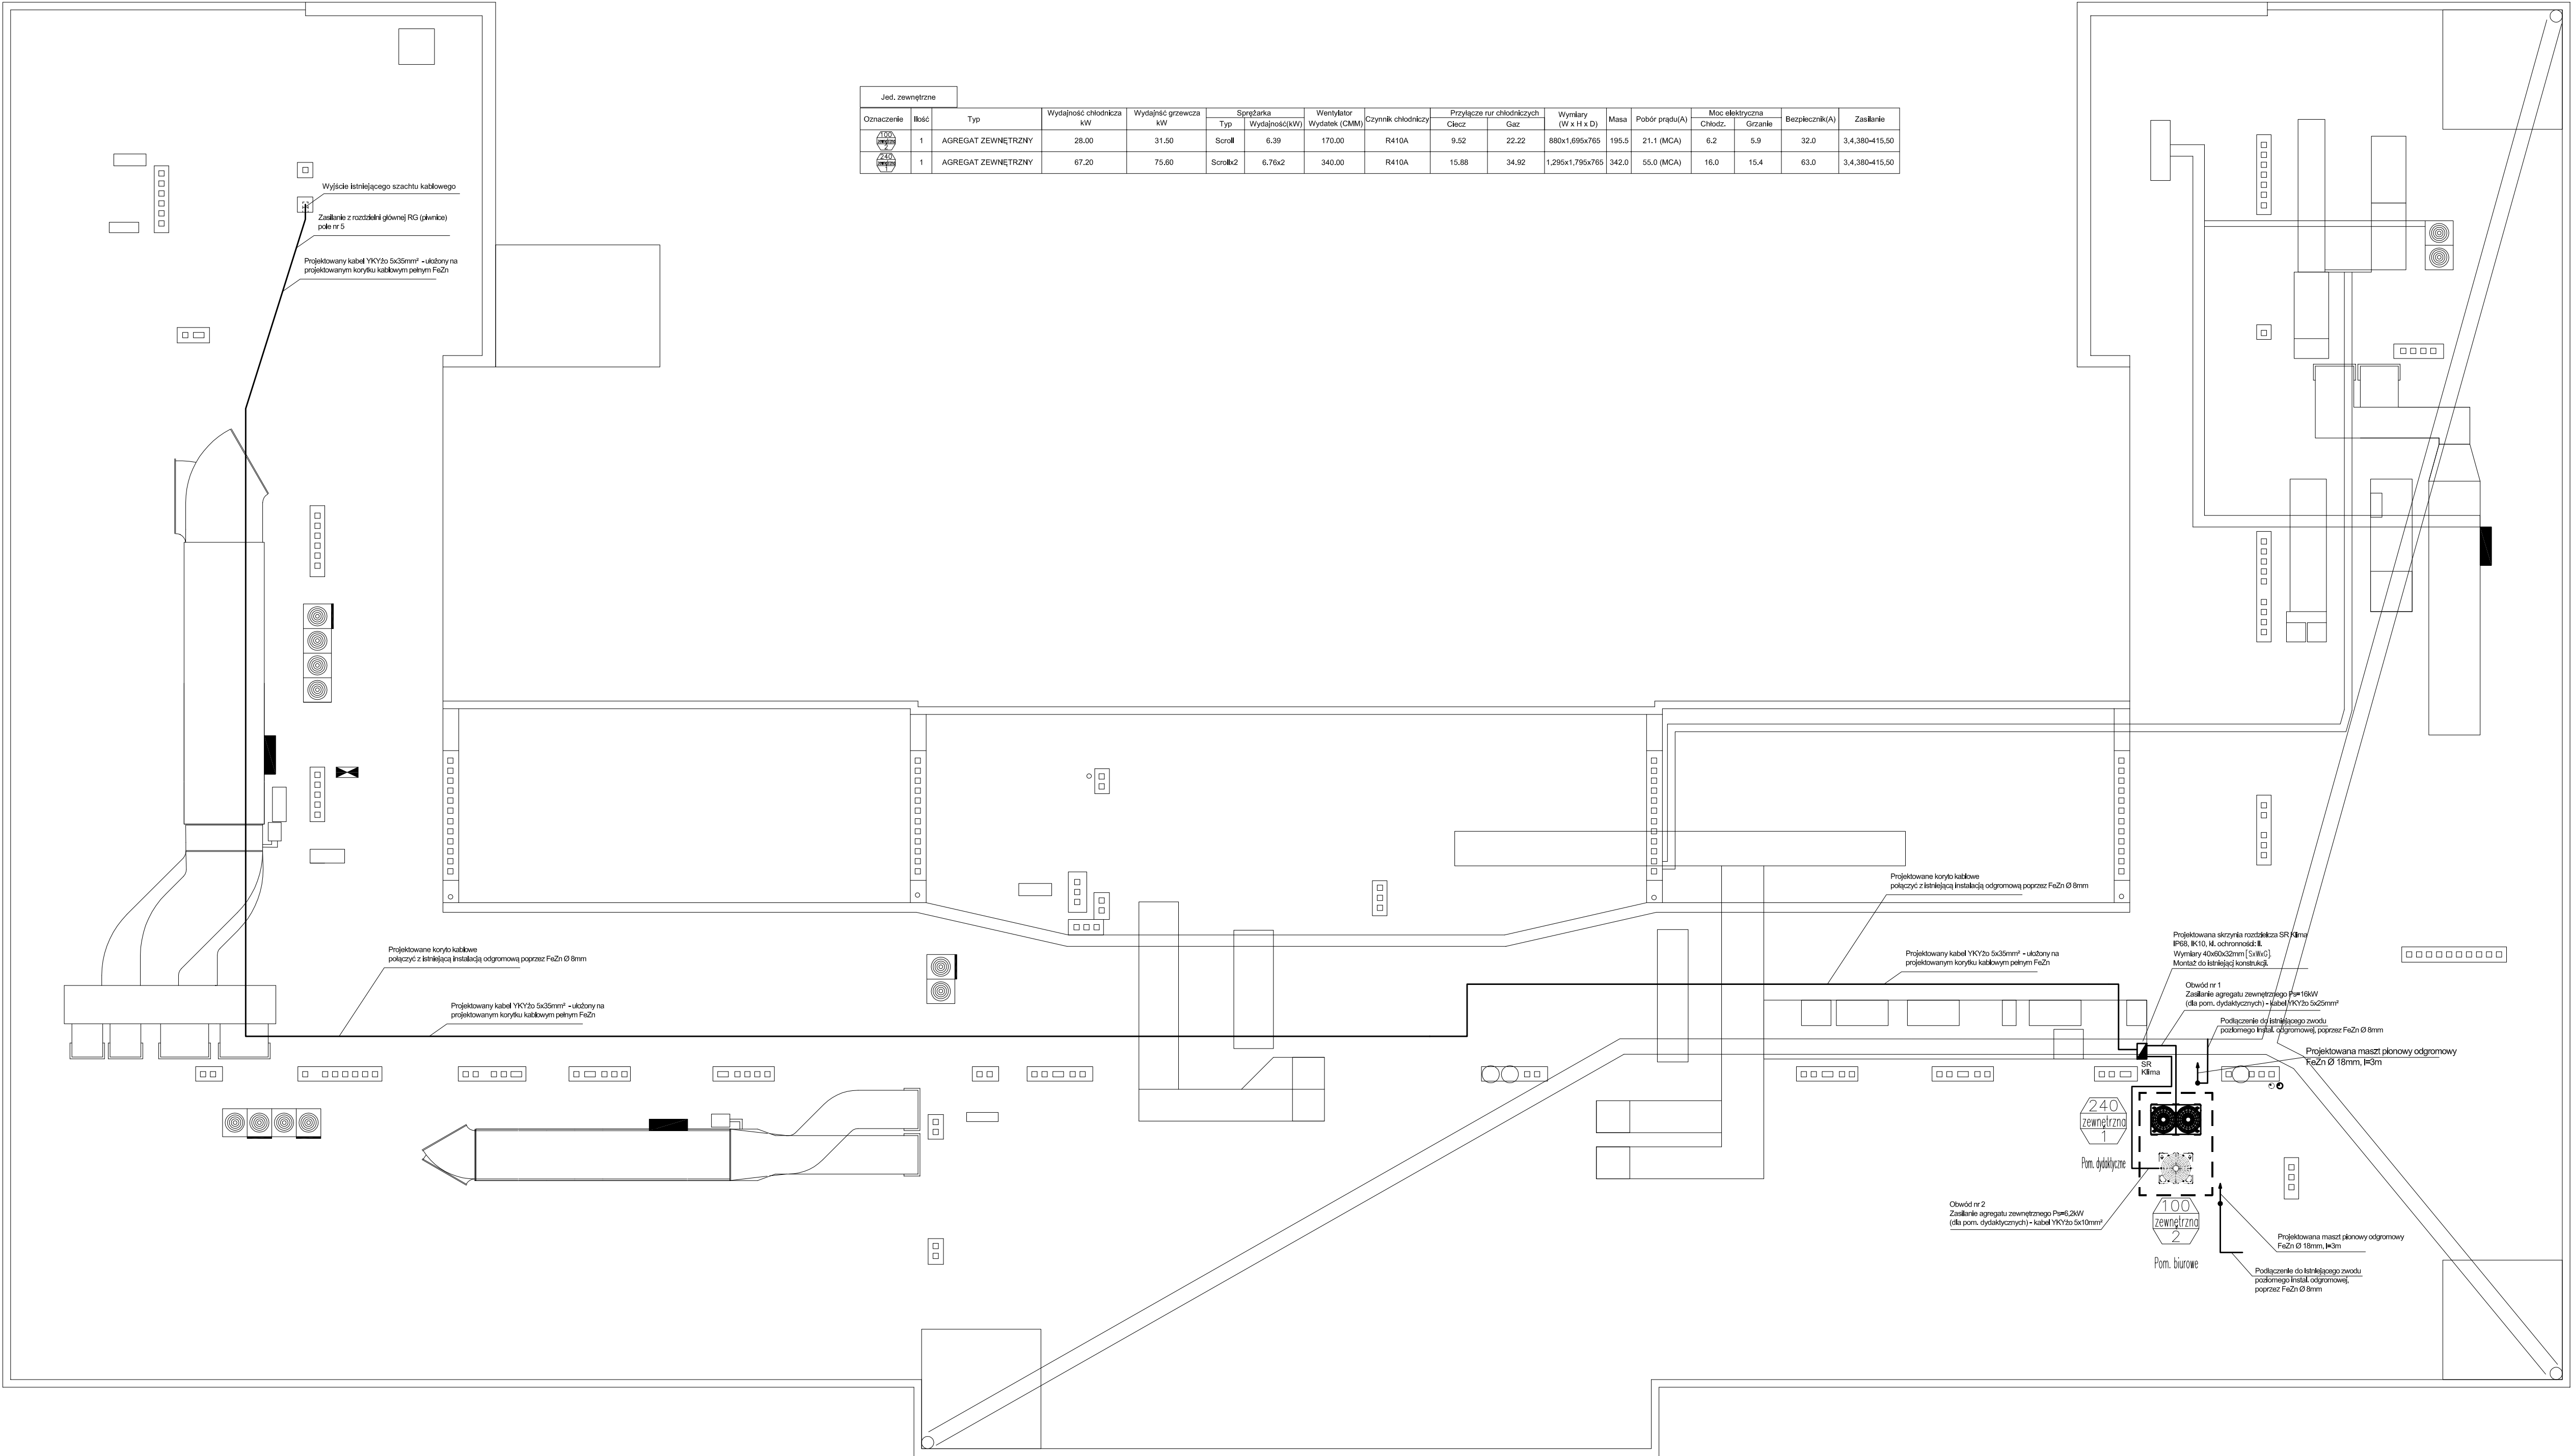 Jed. zewnętrzne
Oznaczenie Ilość Typ Wydajność chłodnicza kW Wydajnść grzewcza kW Sprężarka Typ Wydajność(kW) Wentylator Wydatek (CMM) Czynnik chłodniczy Przyłącze rur chłodniczych Ciecz Gaz Wymiary (W x H x D) Masa Pobór prądu(A) Moc elektryczna Chłodz. Grzanie Bezpiecznik(A) Zasilanie
100 2 1 AGREGAT ZEWNĘTRZNY 28.00 31.50 Scroll 6.39 170.00 R410A 9.52 22.22 880x1,695x765 195.5 21.1 (MCA) 6.2 5.9 32.0 3,4,380-415,50
240 1 1 AGREGAT ZEWNĘTRZNY 67.20 75.60 Scrollx2 6.76x2 340.00 R410A 15.88 34.92 1,295x1,795x765 342.0 55.0 (MCA) 16.0 15.4 63.0 3,4,380-415,50
Wyjście istniejącego szachtu kablowego
Zasilanie z rozdzielni głównej RG (piwnice)
pole nr 5
Projektowany kabel YKYżo 5x35mm² - ułożony na
projektowanym korytku kablowym pełnym FeZn
Projektowane koryto kablowe
połączyć z istniejącą instalacją odgromową poprzez FeZn Ø 8mm
Projektowany kabel YKYżo 5x35mm² - ułożony na
projektowanym korytku kablowym pełnym FeZn
Projektowane koryto kablowe
połączyć z istniejącą instalacją odgromową poprzez FeZn Ø 8mm
Projektowany kabel YKYżo 5x35mm² - ułożony na
projektowanym korytku kablowym pełnym FeZn
Projektowana skrzynia rozdzielcza SR Klima
IP68, IK10, kl. ochronności: II.
Wymiary 40x60x32mm [SxWxG].
Montaż do istniejącj konstrukcji.
Obwód nr 1
Zasilanie agregatu zewnętrznego Ps=16kW
(dla pom. dydaktycznych) - kabel YKYżo 5x25mm²
Podłączenie do istniejącego zwodu
poziomego instal. odgromowej, poprzez FeZn Ø 8mm
Projektowana maszt pionowy odgromowy
FeZn Ø 18mm, l=3m
SR
Klima
240
zewnętrzna
1
Pom. dydaktyczne
Obwód nr 2
Zasilanie agregatu zewnętrznego Ps=6,2kW
(dla pom. dydaktycznych) - kabel YKYżo 5x10mm²
100
zewnętrzna
2
Pom. biurowe
Projektowana maszt pionowy odgromowy
FeZn Ø 18mm, l=3m
Podłączenie do istniejącego zwodu
poziomego instal. odgromowej,
poprzez FeZn Ø 8mm